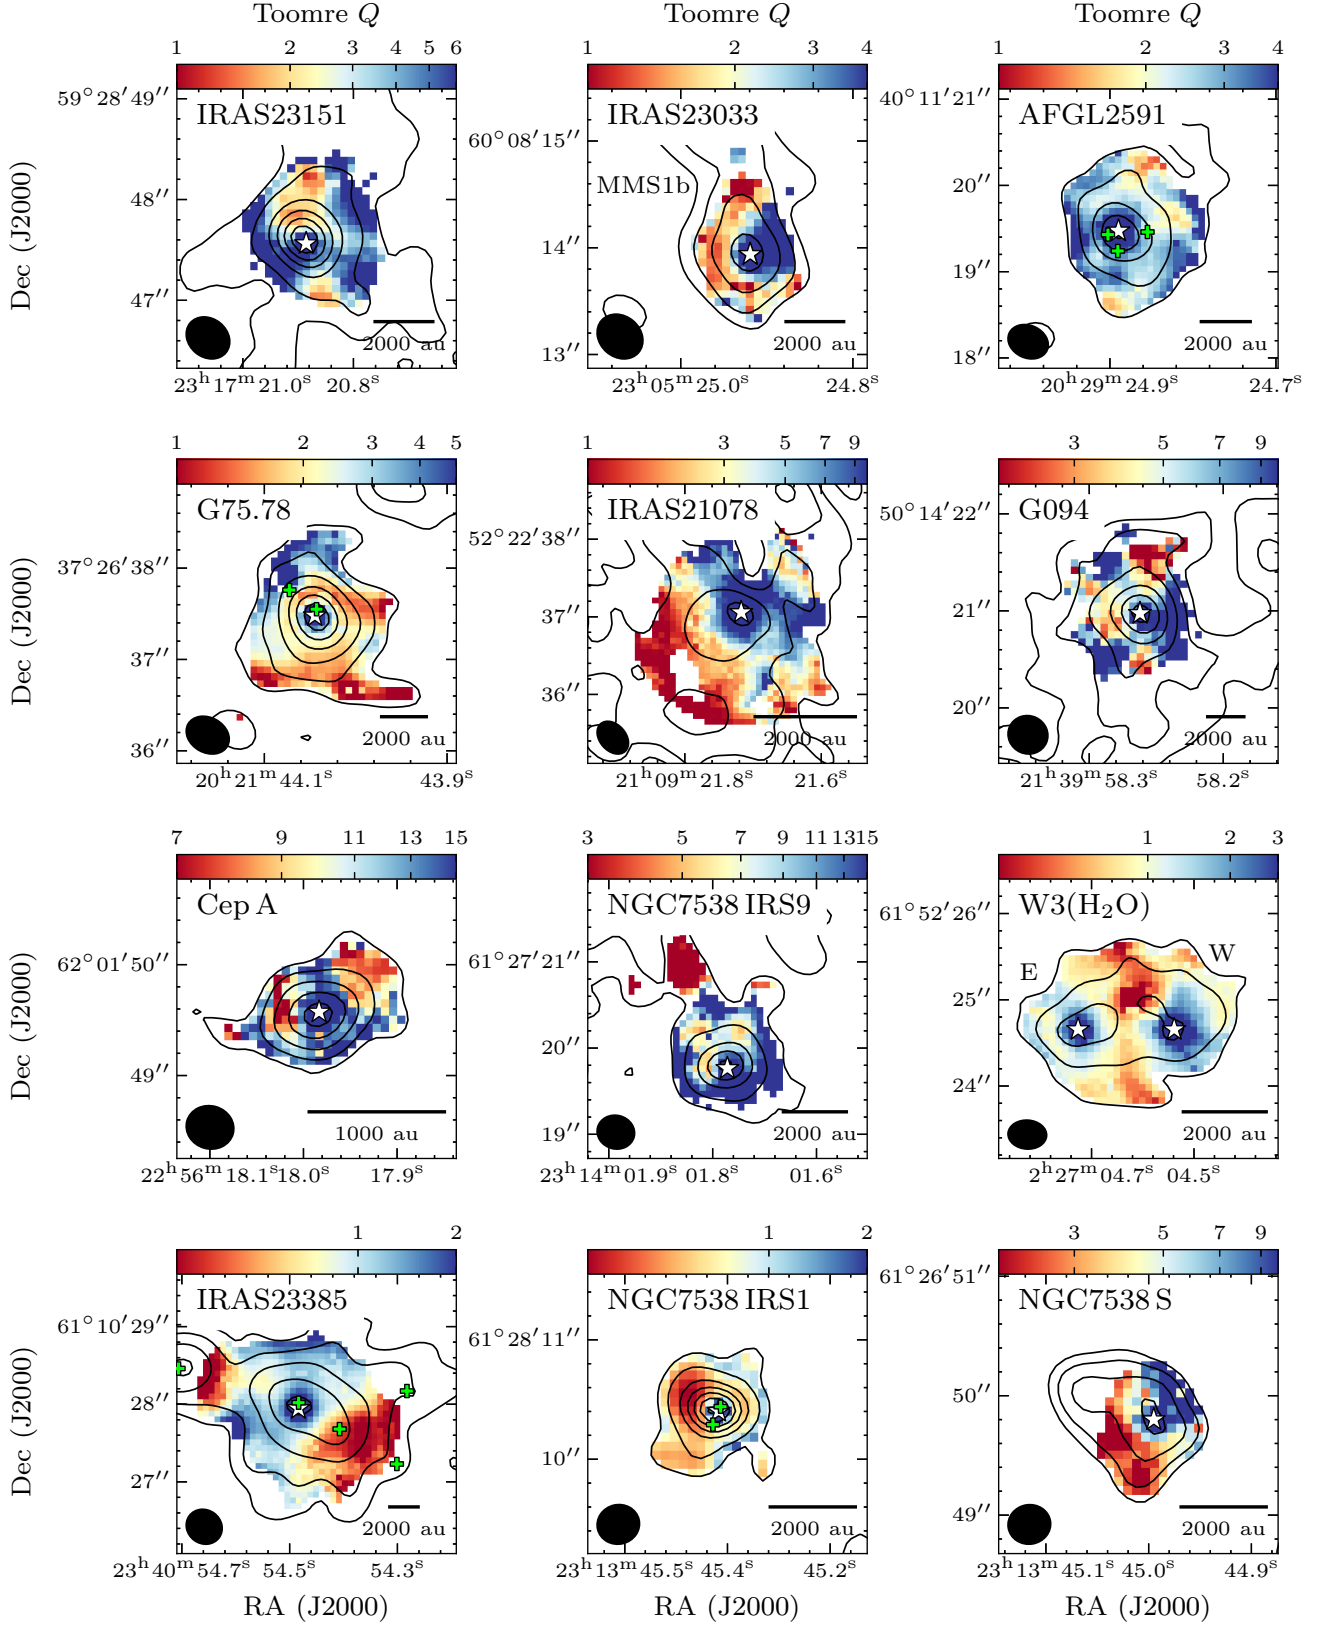 Toomre Q Toomre Q Toomre Q
1 2 3 4 5 6 1 2 3 4 1 2 3 4
IRAS23151 IRAS23033 AFGL2591
MMS1b
59°28′49″ 48″ 47″
60°08′15″ 14″ 13″
40°11′21″ 20″ 19″ 18″
Dec (J2000)
2000 au 2000 au 2000 au
23ʰ17ᵐ21.0ˢ 20.8ˢ 23ʰ05ᵐ25.0ˢ 24.8ˢ 20ʰ29ᵐ24.9ˢ 24.7ˢ
1 2 3 4 5 1 3 5 7 9 3 5 7 9
G75.78 IRAS21078 G094
37°26′38″ 37″ 36″
52°22′38″ 37″ 36″
50°14′22″ 21″ 20″
Dec (J2000)
2000 au 2000 au 2000 au
20ʰ21ᵐ44.1ˢ 43.9ˢ 21ʰ09ᵐ21.8ˢ 21.6ˢ 21ʰ39ᵐ58.3ˢ 58.2ˢ
7 9 11 13 15 3 5 7 9 11 13 15 1 2 3
Cep A NGC7538 IRS9 W3(H₂O)
E W
62°01′50″ 49″
61°27′21″ 20″ 19″
61°52′26″ 25″ 24″
Dec (J2000)
1000 au 2000 au 2000 au
22ʰ56ᵐ18.1ˢ 18.0ˢ 17.9ˢ 23ʰ14ᵐ01.9ˢ 01.8ˢ 01.6ˢ 2ʰ27ᵐ04.7ˢ 04.5ˢ
1 2 1 2 3 5 7 9
IRAS23385 NGC7538 IRS1 NGC7538 S
61°10′29″ 28″ 27″
61°28′11″ 10″
61°26′51″ 50″ 49″
Dec (J2000)
2000 au 2000 au 2000 au
23ʰ40ᵐ54.7ˢ 54.5ˢ 54.3ˢ 23ʰ13ᵐ45.5ˢ 45.4ˢ 45.2ˢ 23ʰ13ᵐ45.1ˢ 45.0ˢ 44.9ˢ
RA (J2000) RA (J2000) RA (J2000)